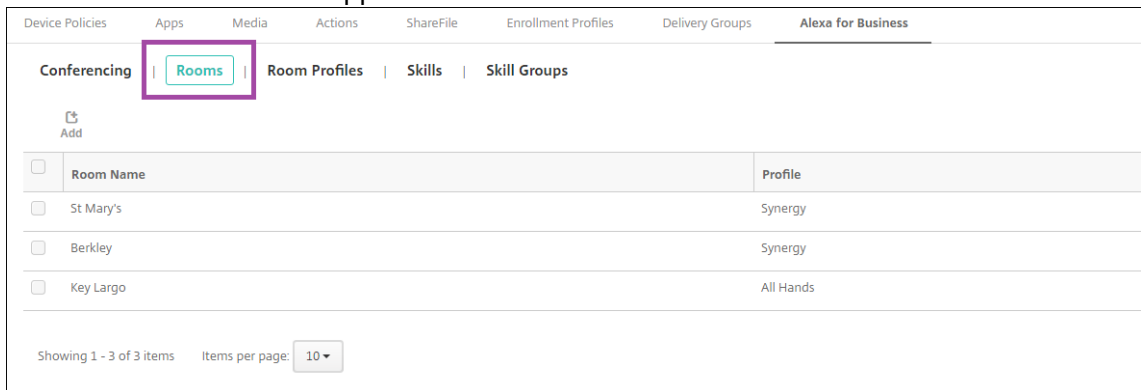 Device Policies Apps Media Actions ShareFile Enrollment Profiles Delivery Groups Alexa for Business
Conferencing | Rooms | Room Profiles | Skills | Skill Groups
Add
Room Name Profile
St Mary's Synergy
Berkley Synergy
Key Largo All Hands
Showing 1 - 3 of 3 items Items per page: 10